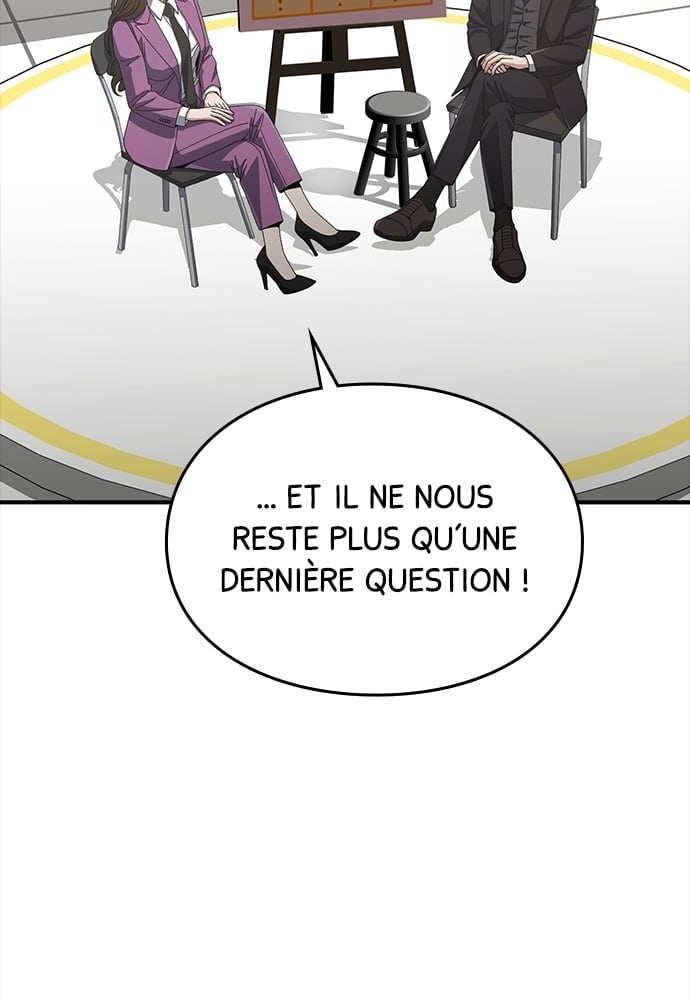 ... ET IL NE NOUS
RESTE PLUS QU'UNE
DERNIÈRE QUESTION !